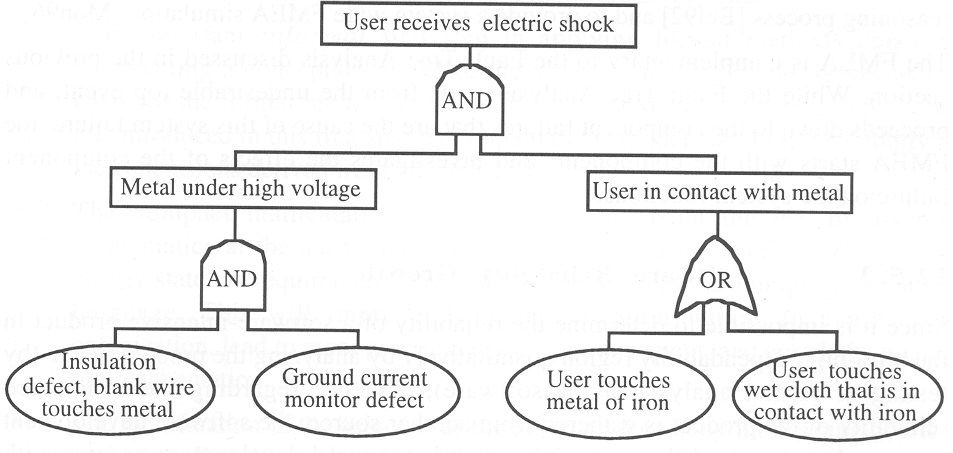 User receives electric shock
AND
Metal under high voltage
User in contact with metal
AND
OR
Insulation
defect, blank wire
touches metal
Ground current
monitor defect
User touches
metal of iron
User touches
wet cloth that is in
contact with iron